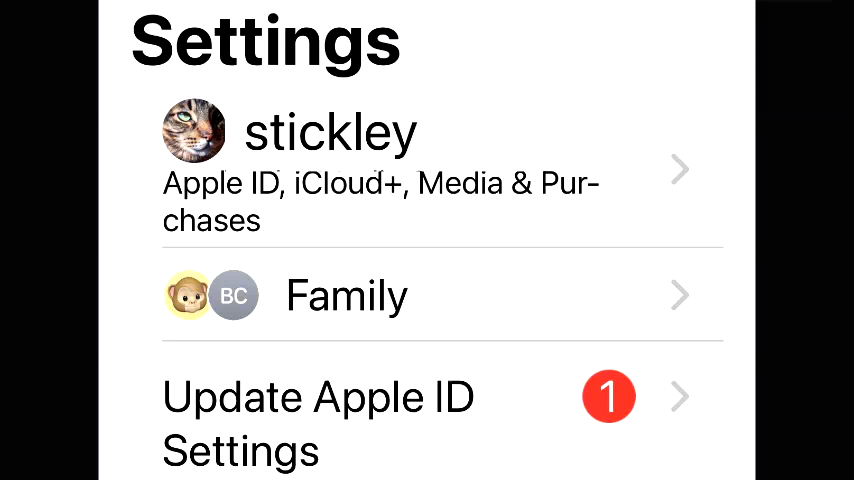 Settings
stickley
Apple ID, iCloud+, Media & Pur-
chases
BC
Family
Update Apple ID
1
Settings